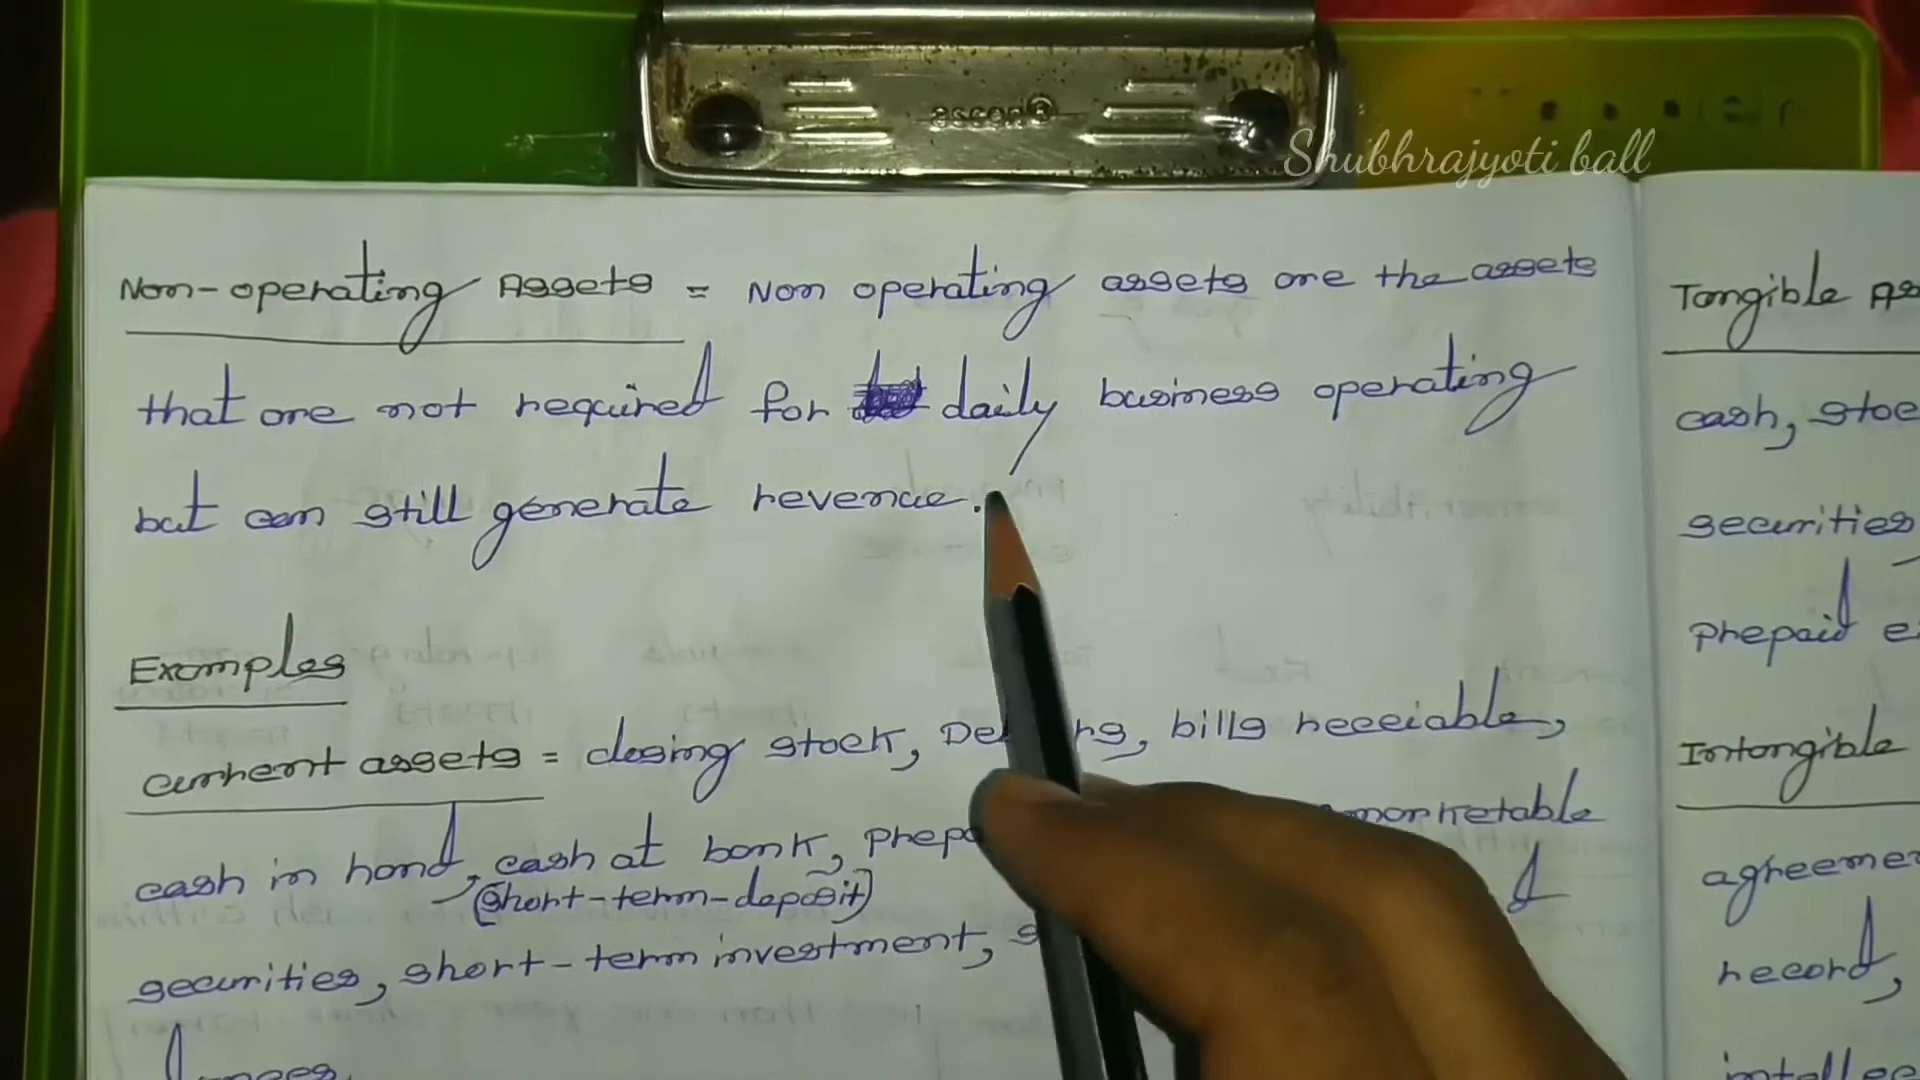 ascon®
Shubhrajyoti ball
Non-operating Assets = Non operating assets are the assets
that are not required for daily business operating
but can still generate revenue.
Examples
current assets = closing stock, bills receiable,
cash in hand, cash at bank, marketable
(short-term-deposit)
securities, short-term investment,
Tangible
cash,
securities
Prepaid
Intangible
record,